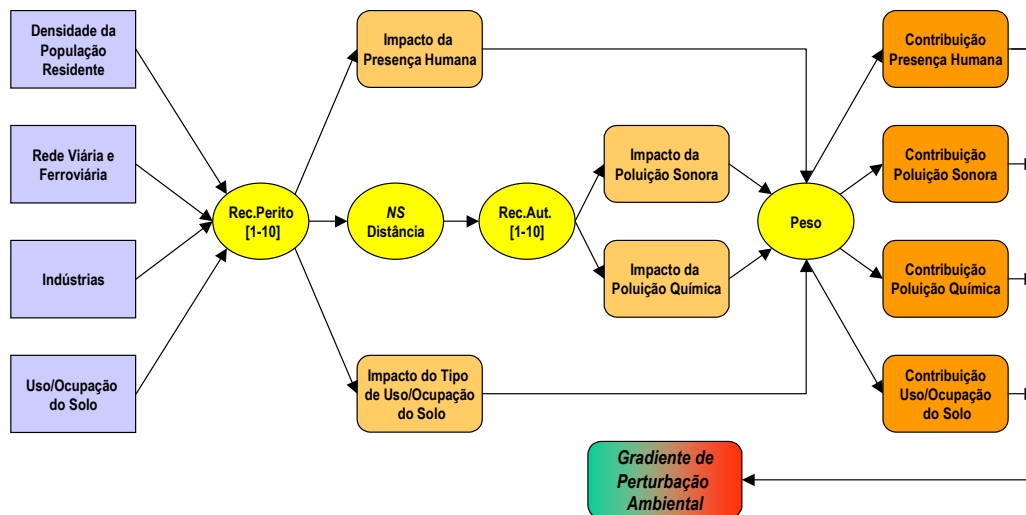 Densidade da
População
Residente
Rede Viária e
Ferroviária
Indústrias
Uso/Ocupação
do Solo
Rec.Perito
[1-10]
Impacto da
Presença Humana
NS
Distância
Impacto do Tipo
de Uso/Ocupação
do Solo
Rec.Aut.
[1-10]
Impacto da
Poluição Sonora
Impacto da
Poluição Química
Peso
Contribuição
Presença Humana
Contribuição
Poluição Sonora
Contribuição
Poluição Química
Contribuição
Uso/Ocupação
do Solo
Gradiente de
Perturbação
Ambiental